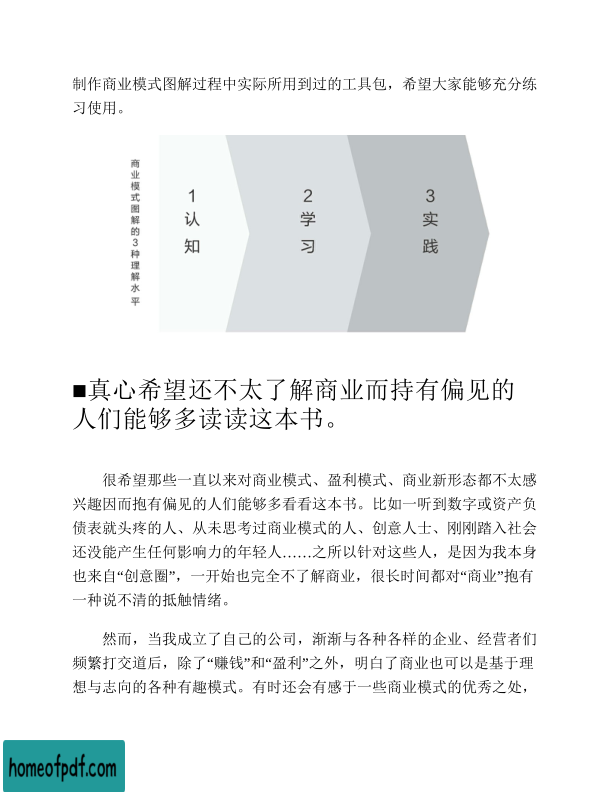 制作商业模式图解过程中实际所用到过的工具包，希望大家能够充分练
习使用。
商业模式图解的3种理解水平
1
认
知
2
学
习
3
实
践
■真心希望还不太了解商业而持有偏见的
人们能够多读读这本书。
很希望那些一直以来对商业模式、盈利模式、商业新形态都不太感
兴趣因而抱有偏见的人们能够多看看这本书。比如一听到数字或资产负
债表就头疼的人、从未思考过商业模式的人、创意人士、刚刚踏入社会
还没能产生任何影响力的年轻人……之所以针对这些人，是因为我本身
也来自“创意圈”，一开始也完全不了解商业，很长时间都对“商业”抱有
一种说不清的抵触情绪。
然而，当我成立了自己的公司，渐渐与各种各样的企业、经营者们
频繁打交道后，除了“赚钱”和“盈利”之外，明白了商业也可以是基于理
想与志向的各种有趣模式。有时还会有感于一些商业模式的优秀之处，
homeofpdf.com